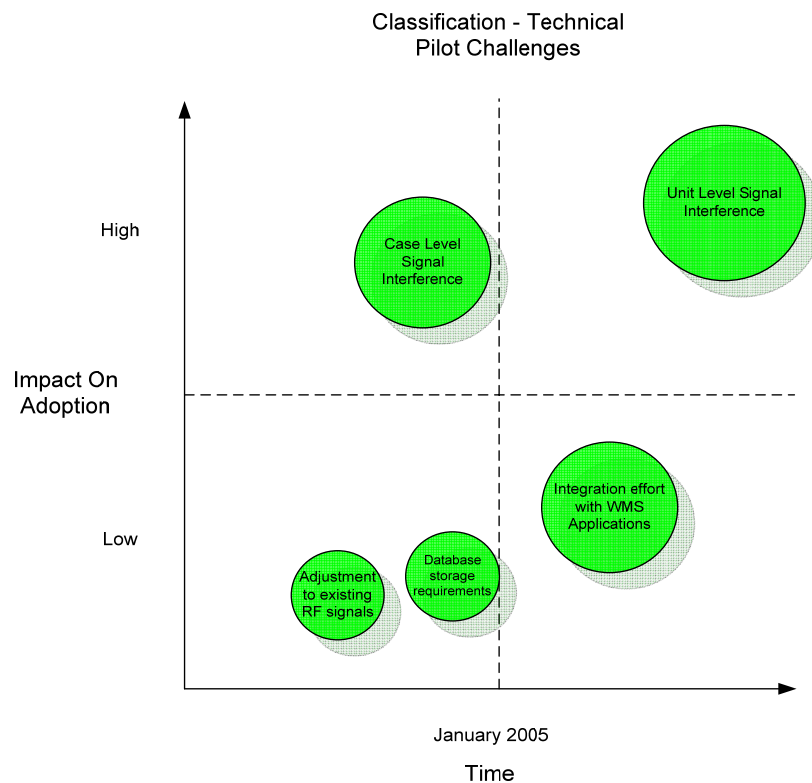 Classification - Technical
Pilot Challenges
High
Unit Level Signal
Interference
Case Level
Signal
Interference
Impact On
Adoption
Low
Integration effort
with WMS
Applications
Database
storage
requirements
Adjustment
to existing
RF signals
January 2005
Time